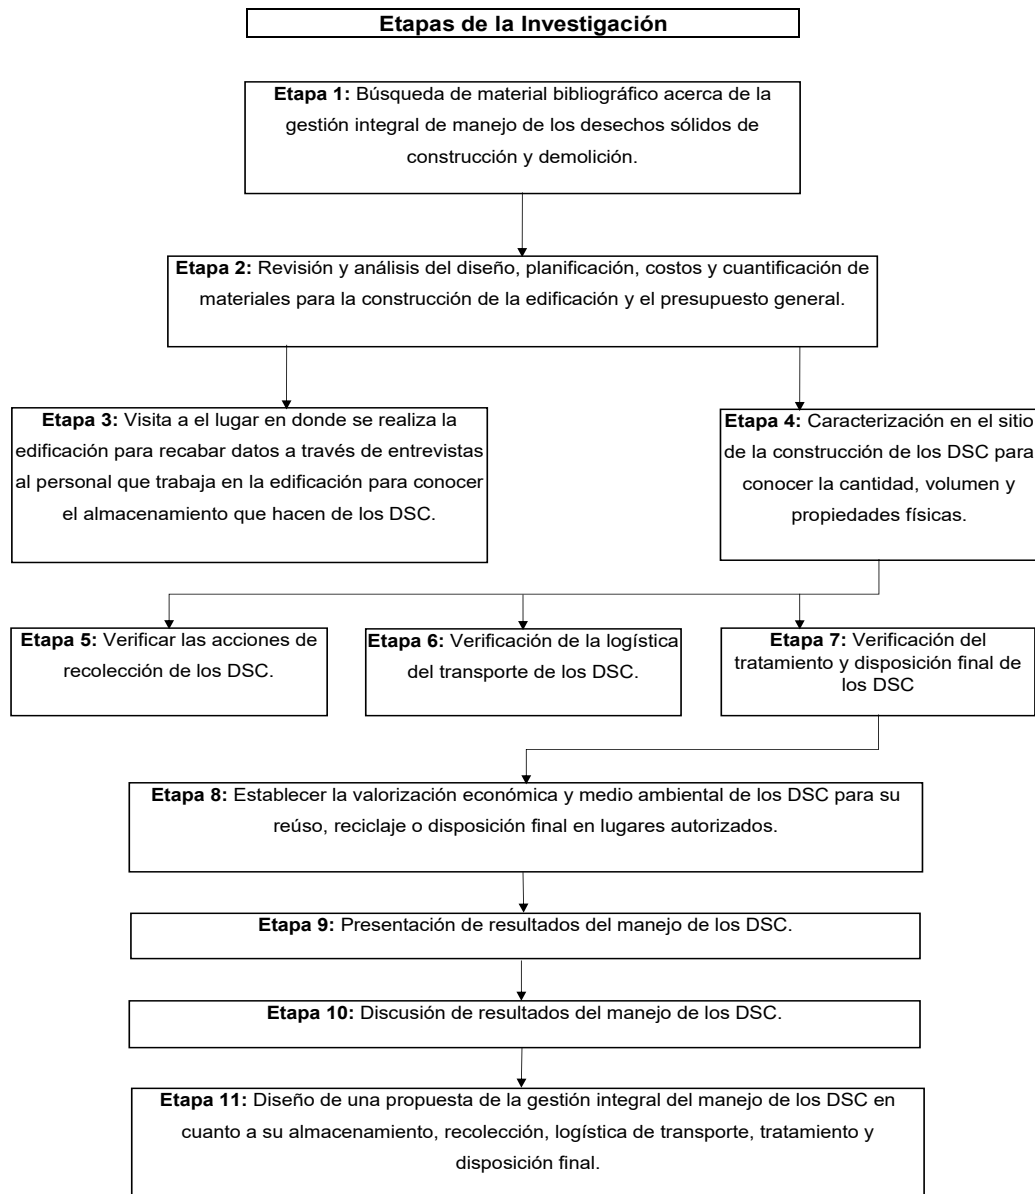 Etapas de la Investigación
Etapa 1: Búsqueda de material bibliográfico acerca de la
gestión integral de manejo de los desechos sólidos de
construcción y demolición.
Etapa 2: Revisión y análisis del diseño, planificación, costos y cuantificación de
materiales para la construcción de la edificación y el presupuesto general.
Etapa 3: Visita a el lugar en donde se realiza la
edificación para recabar datos a través de entrevistas
al personal que trabaja en la edificación para conocer
el almacenamiento que hacen de los DSC.
Etapa 4: Caracterización en el sitio
de la construcción de los DSC para
conocer la cantidad, volumen y
propiedades físicas.
Etapa 5: Verificar las acciones de
recolección de los DSC.
Etapa 6: Verificación de la logística
del transporte de los DSC.
Etapa 7: Verificación del
tratamiento y disposición final de
los DSC
Etapa 8: Establecer la valorización económica y medio ambiental de los DSC para su
reúso, reciclaje o disposición final en lugares autorizados.
Etapa 9: Presentación de resultados del manejo de los DSC.
Etapa 10: Discusión de resultados del manejo de los DSC.
Etapa 11: Diseño de una propuesta de la gestión integral del manejo de los DSC en
cuanto a su almacenamiento, recolección, logística de transporte, tratamiento y
disposición final.